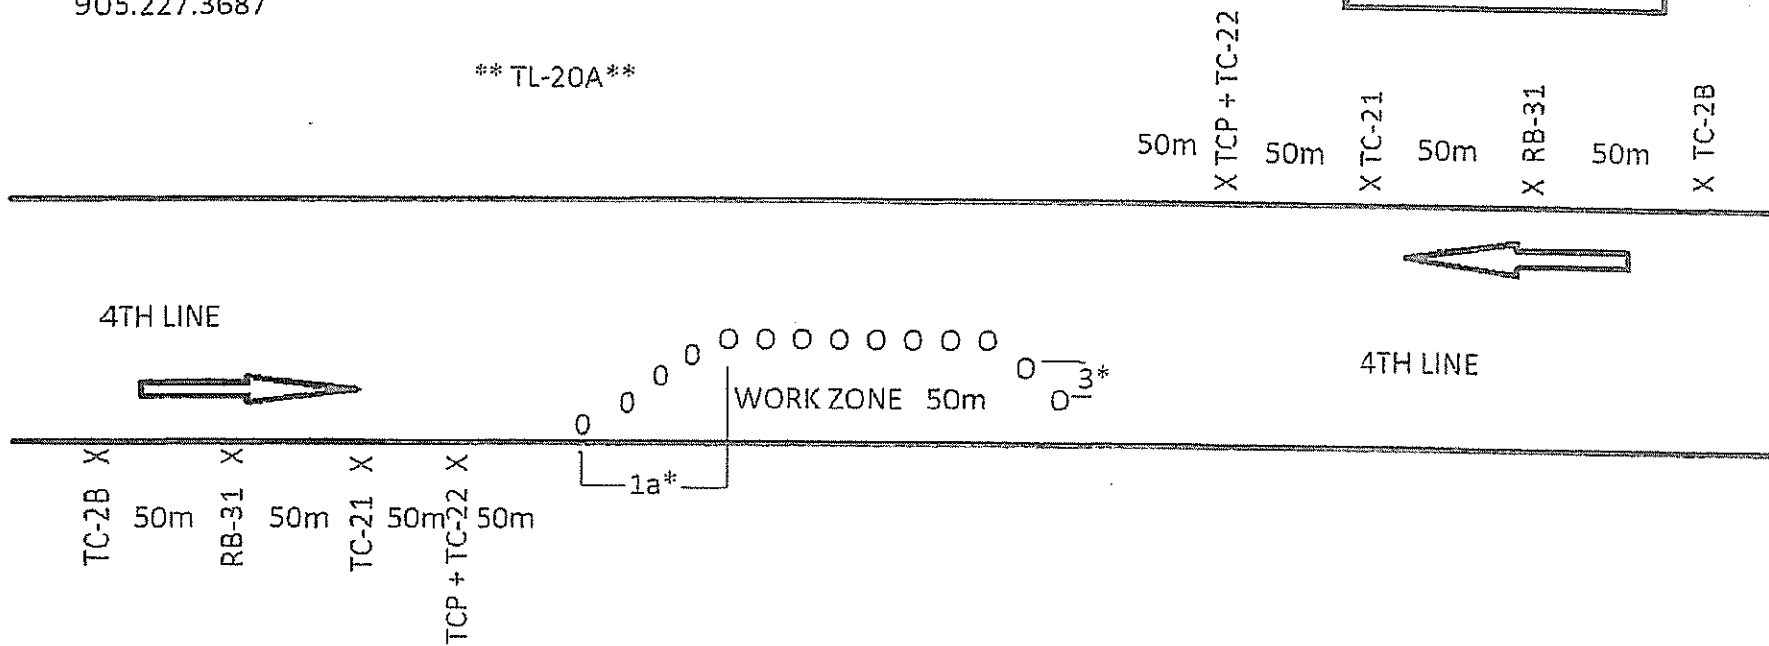 905.227.3687
** TL-20A**
50m X TCP + TC-22 50m X TC-21 50m X RB-31 50m X TC-2B
4TH LINE
O O O O O O O O O O O O
O 3*
WORK ZONE 50m O
4TH LINE
1a*
TC-2B X 50m RB-31 X 50m TC-21 X 50m TCP + TC-22 X 50m